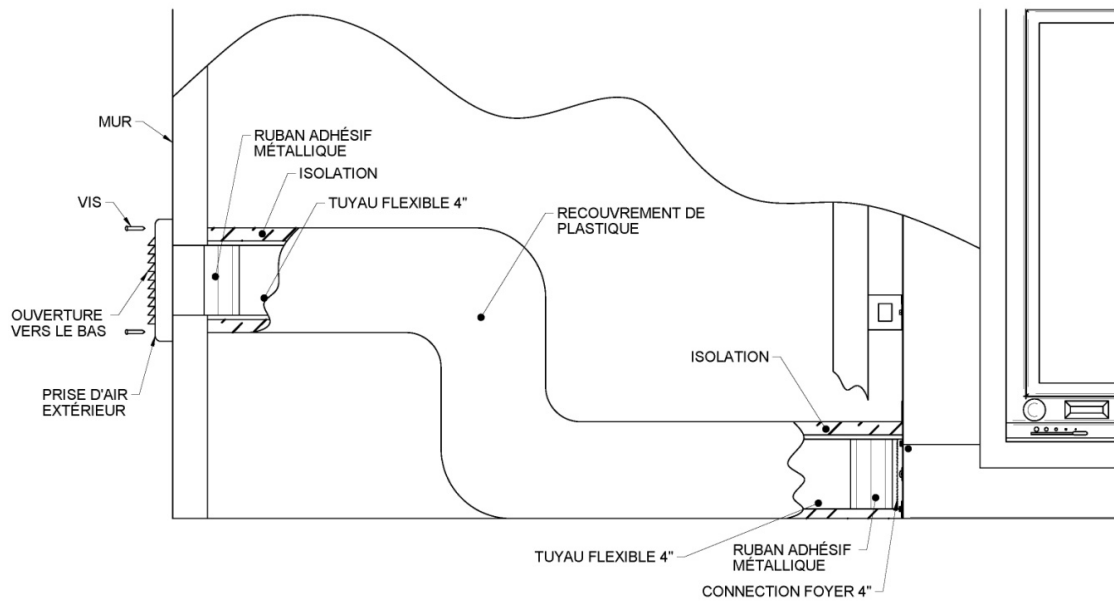 MUR
RUBAN ADHÉSIF
MÉTALLIQUE
ISOLATION
VIS
TUYAU FLEXIBLE 4"
RECOUVREMENT DE
PLASTIQUE
OUVERTURE
VERS LE BAS
ISOLATION
PRISE D'AIR
EXTÉRIEUR
TUYAU FLEXIBLE 4"
RUBAN ADHÉSIF
MÉTALLIQUE
CONNECTION FOYER 4"